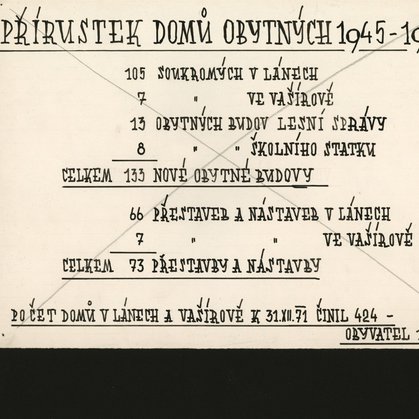 PŘÍRUSTEK DOMŮ OBYTNÝCH 1945-19
105 SOUKROMÝCH V LÁNECH
7 " VE VAŠÍROVĚ
13 OBYTNÝCH BUDOV LESNÍ SPRÁVY
8 " " ŠKOLNÍHO STATKU
CELKEM 133 NOVÉ OBYTNÉ BUDOVY
66 PŘESTAVEB A NÁSTAVEB V LÁNECH
7 " " VE VAŠÍROVĚ
CELKEM 73 PŘESTAVBY A NÁSTAVBY
POČET DOMŮ V LÁNECH A VAŠÍROVĚ K 31.XII.71 ČINIL 424 -
OBYVATEL 1